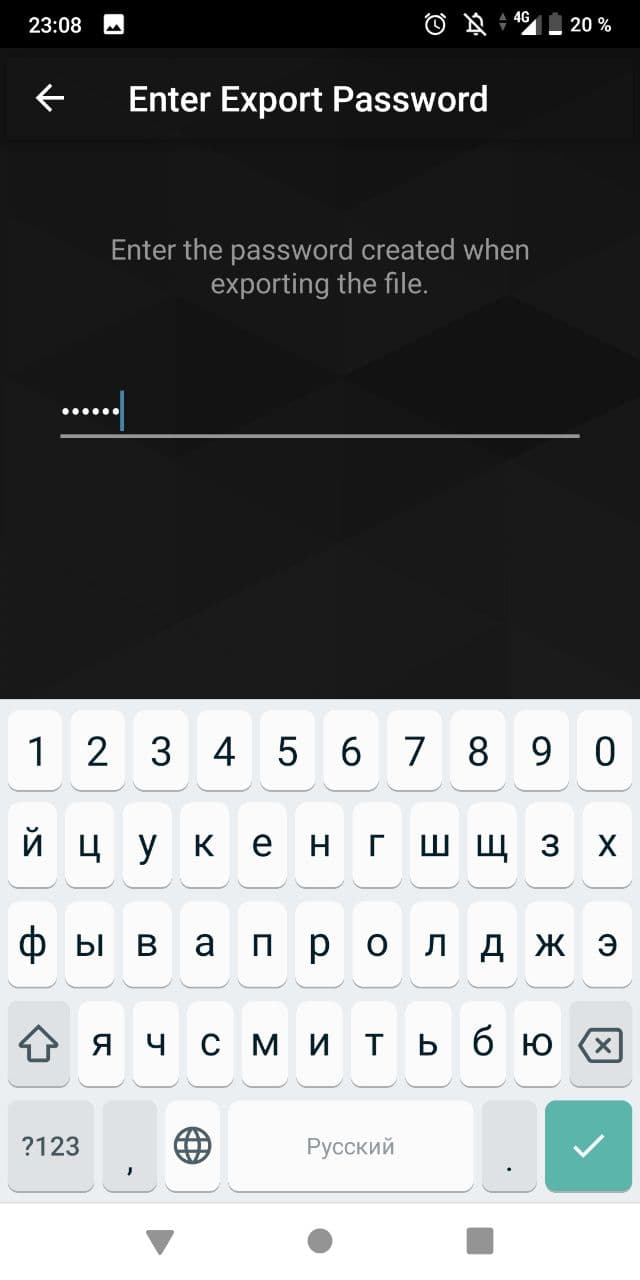 23:08 4G 20 %
Enter Export Password
Enter the password created when
exporting the file.
••••••
1 2 3 4 5 6 7 8 9 0
й ц у к е н г ш щ з х
ф ы в а п р о л д ж э
я ч с м и т ь б ю
?123 , Русский .